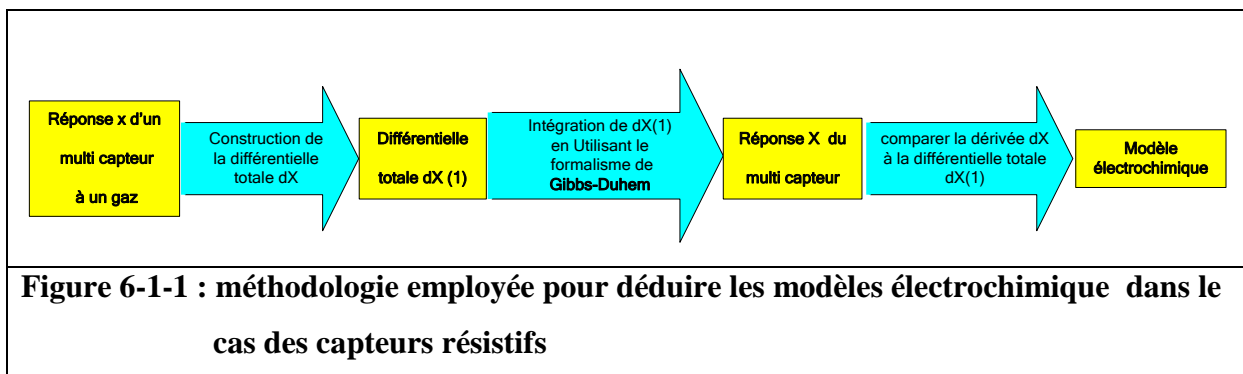 Réponse x d'un
multi capteur
à un gaz
Construction de
la différentielle
totale dX
Différentielle
totale dX (1)
Intégration de dX(1)
en Utilisant le
formalisme de
Gibbs-Duhem
Réponse X du
multi capteur
comparer la dérivée dX
à la différentielle totale
dX(1)
Modèle
électrochimique
Figure 6-1-1 : méthodologie employée pour déduire les modèles électrochimique dans le
cas des capteurs résistifs